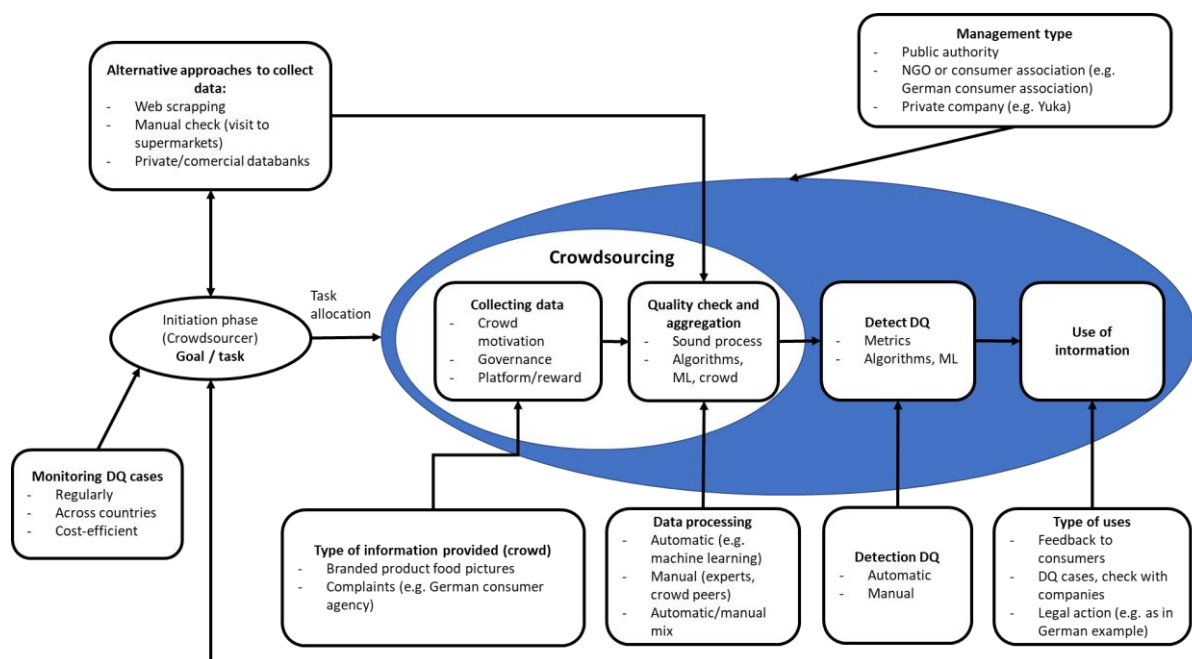 Alternative approaches to collect
data:
- Web scrapping
- Manual check (visit to
supermarkets)
- Private/comercial databanks
Management type
- Public authority
- NGO or consumer association (e.g.
German consumer association)
- Private company (e.g. Yuka)
Crowdsourcing
Initiation phase
(Crowdsourcer)
Goal / task
Task
allocation
Collecting data
- Crowd
motivation
- Governance
- Platform/reward
Quality check and
aggregation
- Sound process
- Algorithms,
ML, crowd
Detect DQ
- Metrics
- Algorithms, ML
Use of
information
Monitoring DQ cases
- Regularly
- Across countries
- Cost-efficient
Type of information provided (crowd)
- Branded product food pictures
- Complaints (e.g. German consumer
agency)
Data processing
- Automatic (e.g.
machine learning)
- Manual (experts,
crowd peers)
- Automatic/manual
mix
Detection DQ
- Automatic
- Manual
Type of uses
- Feedback to
consumers
- DQ cases, check with
companies
- Legal action (e.g. as in
German example)